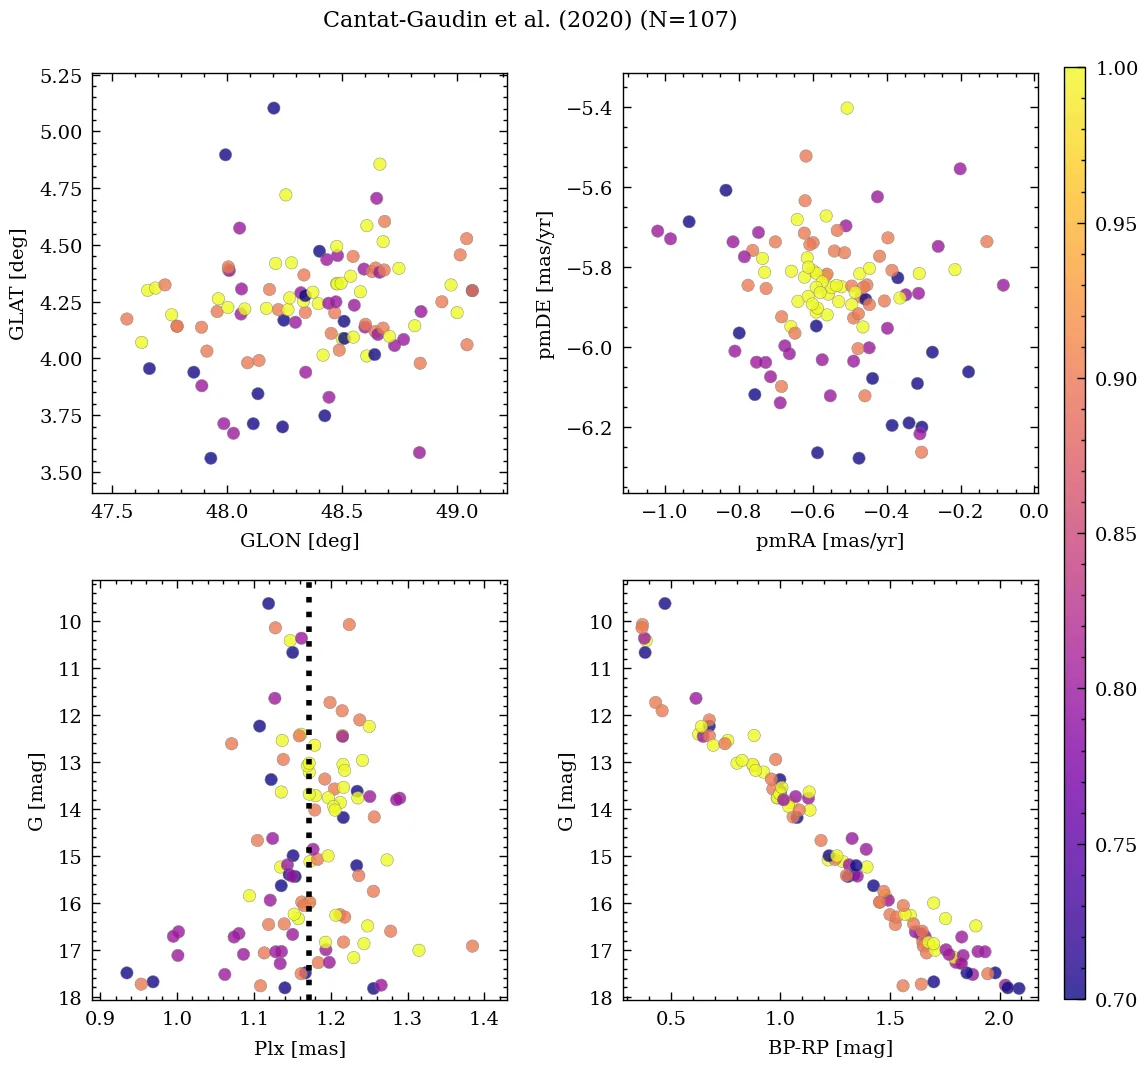 Cantat-Gaudin et al. (2020) (N=107)
5.25
5.00
4.75
4.50
4.25
4.00
3.75
3.50
GLAT [deg]
47.5 48.0 48.5 49.0
GLON [deg]
−5.4
−5.6
−5.8
−6.0
−6.2
pmDE [mas/yr]
−1.0 −0.8 −0.6 −0.4 −0.2 0.0
pmRA [mas/yr]
1.00
0.95
0.90
0.85
0.80
0.75
0.70
10
11
12
13
14
15
16
17
18
G [mag]
0.9 1.0 1.1 1.2 1.3 1.4
Plx [mas]
10
11
12
13
14
15
16
17
18
G [mag]
0.5 1.0 1.5 2.0
BP-RP [mag]